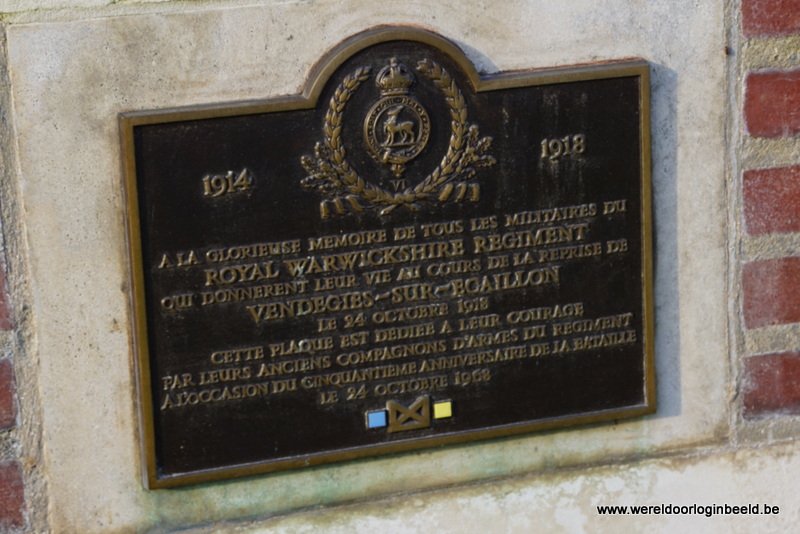 1914
1918
VI
A LA GLORIEUSE MEMOIRE DE TOUS LES MILITAIRES DU
ROYAL WARWICKSHIRE REGIMENT
QUI DONNERENT LEUR VIE AU COURS DE LA REPRISE DE
VENDEGIES-SUR-ECAILLON
LE 24 OCTOBRE 1918
CETTE PLAQUE EST DEDIEE A LEUR COURAGE
PAR LEURS ANCIENS COMPAGNONS D'ARMES DU REGIMENT
A L'OCCASION DU CINQUANTIEME ANNIVERSAIRE DE LA BATAILLE
LE 24 OCTOBRE 1968
www.wereldoorloginbeeld.be